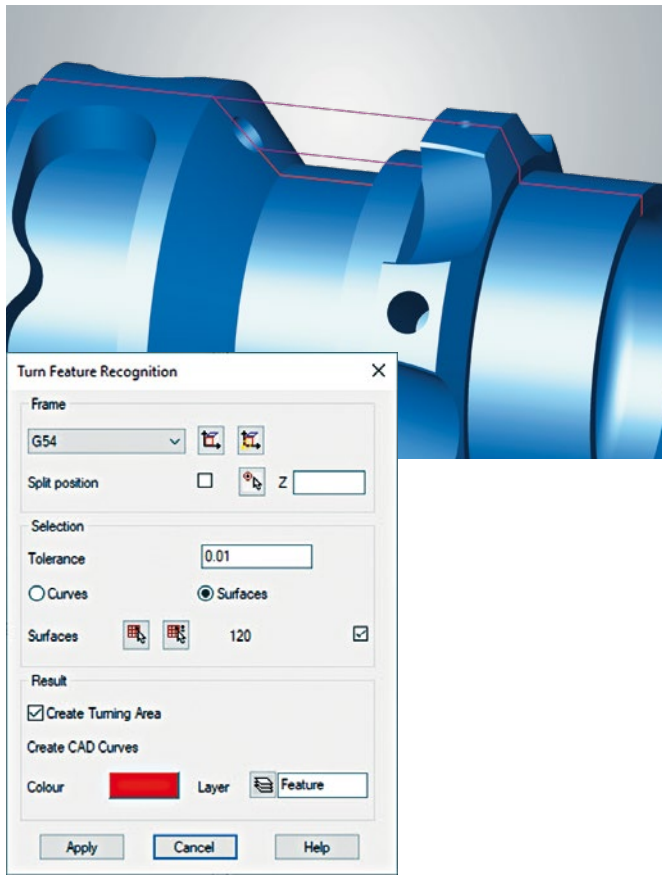 Turn Feature Recognition
Frame
G54
Split position Z
Selection
Tolerance 0.01
Curves Surfaces
Surfaces 120
Result
Create Turning Area
Create CAD Curves
Colour Layer Feature
Apply Cancel Help